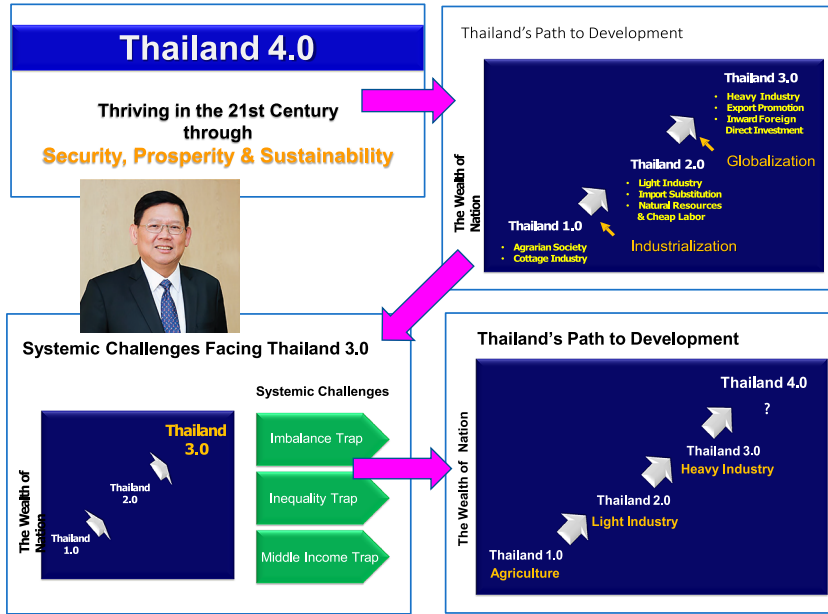 Thailand 4.0
Thriving in the 21st Century
through
Security, Prosperity & Sustainability
Thailand's Path to Development
The Wealth of
Nation
Thailand 3.0
• Heavy Industry
• Export Promotion
• Inward Foreign
Direct Investment
Globalization
Thailand 2.0
• Light Industry
• Import Substitution
• Natural Resources
& Cheap Labor
Industrialization
Thailand 1.0
• Agrarian Society
• Cottage Industry
Systemic Challenges Facing Thailand 3.0
The Wealth of
Nation
Thailand
3.0
Thailand
2.0
Thailand
1.0
Systemic Challenges
Imbalance Trap
Inequality Trap
Middle Income Trap
Thailand's Path to Development
The Wealth of Nation
Thailand 4.0
?
Thailand 3.0
Heavy Industry
Thailand 2.0
Light Industry
Thailand 1.0
Agriculture